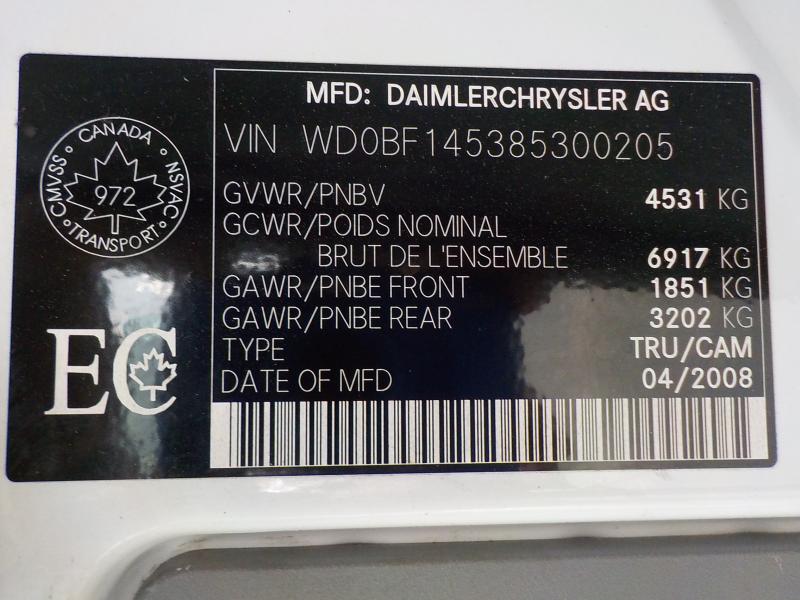 MFD: DAIMLERCHRYSLER AG
VIN WD0BF145385300205
CANADA
CMVSS NSVAC
972
TRANSPORT
GVWR/PNBV 4531 KG
GCWR/POIDS NOMINAL
BRUT DE L'ENSEMBLE 6917 KG
GAWR/PNBE FRONT 1851 KG
GAWR/PNBE REAR 3202 KG
TYPE TRU/CAM
DATE OF MFD 04/2008
EC